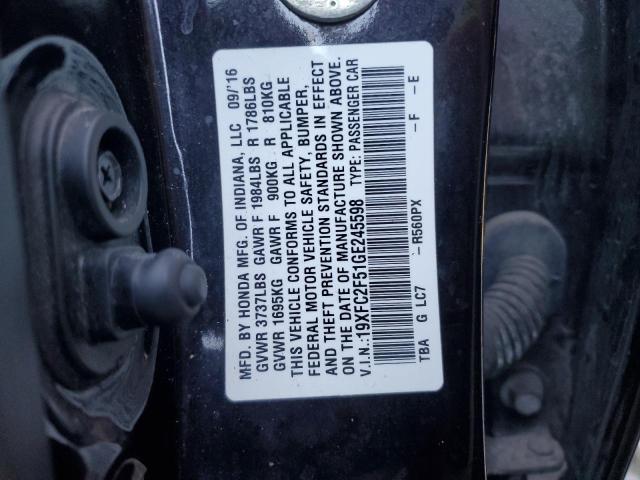 MFD. BY HONDA MFG. OF INDIANA, LLC 09/'16
GVWR 3737LBS GAWR F 1984LBS R 1786LBS
GVWR 1695KG GAWR F 900KG R 810KG
THIS VEHICLE CONFORMS TO ALL APPLICABLE
FEDERAL MOTOR VEHICLE SAFETY, BUMPER,
AND THEFT PREVENTION STANDARDS IN EFFECT
ON THE DATE OF MANUFACTURE SHOWN ABOVE.
V.I.N.: 19XFC2F51GE245598 TYPE: PASSENGER CAR
TBA G LC7 -R560PX -F -E